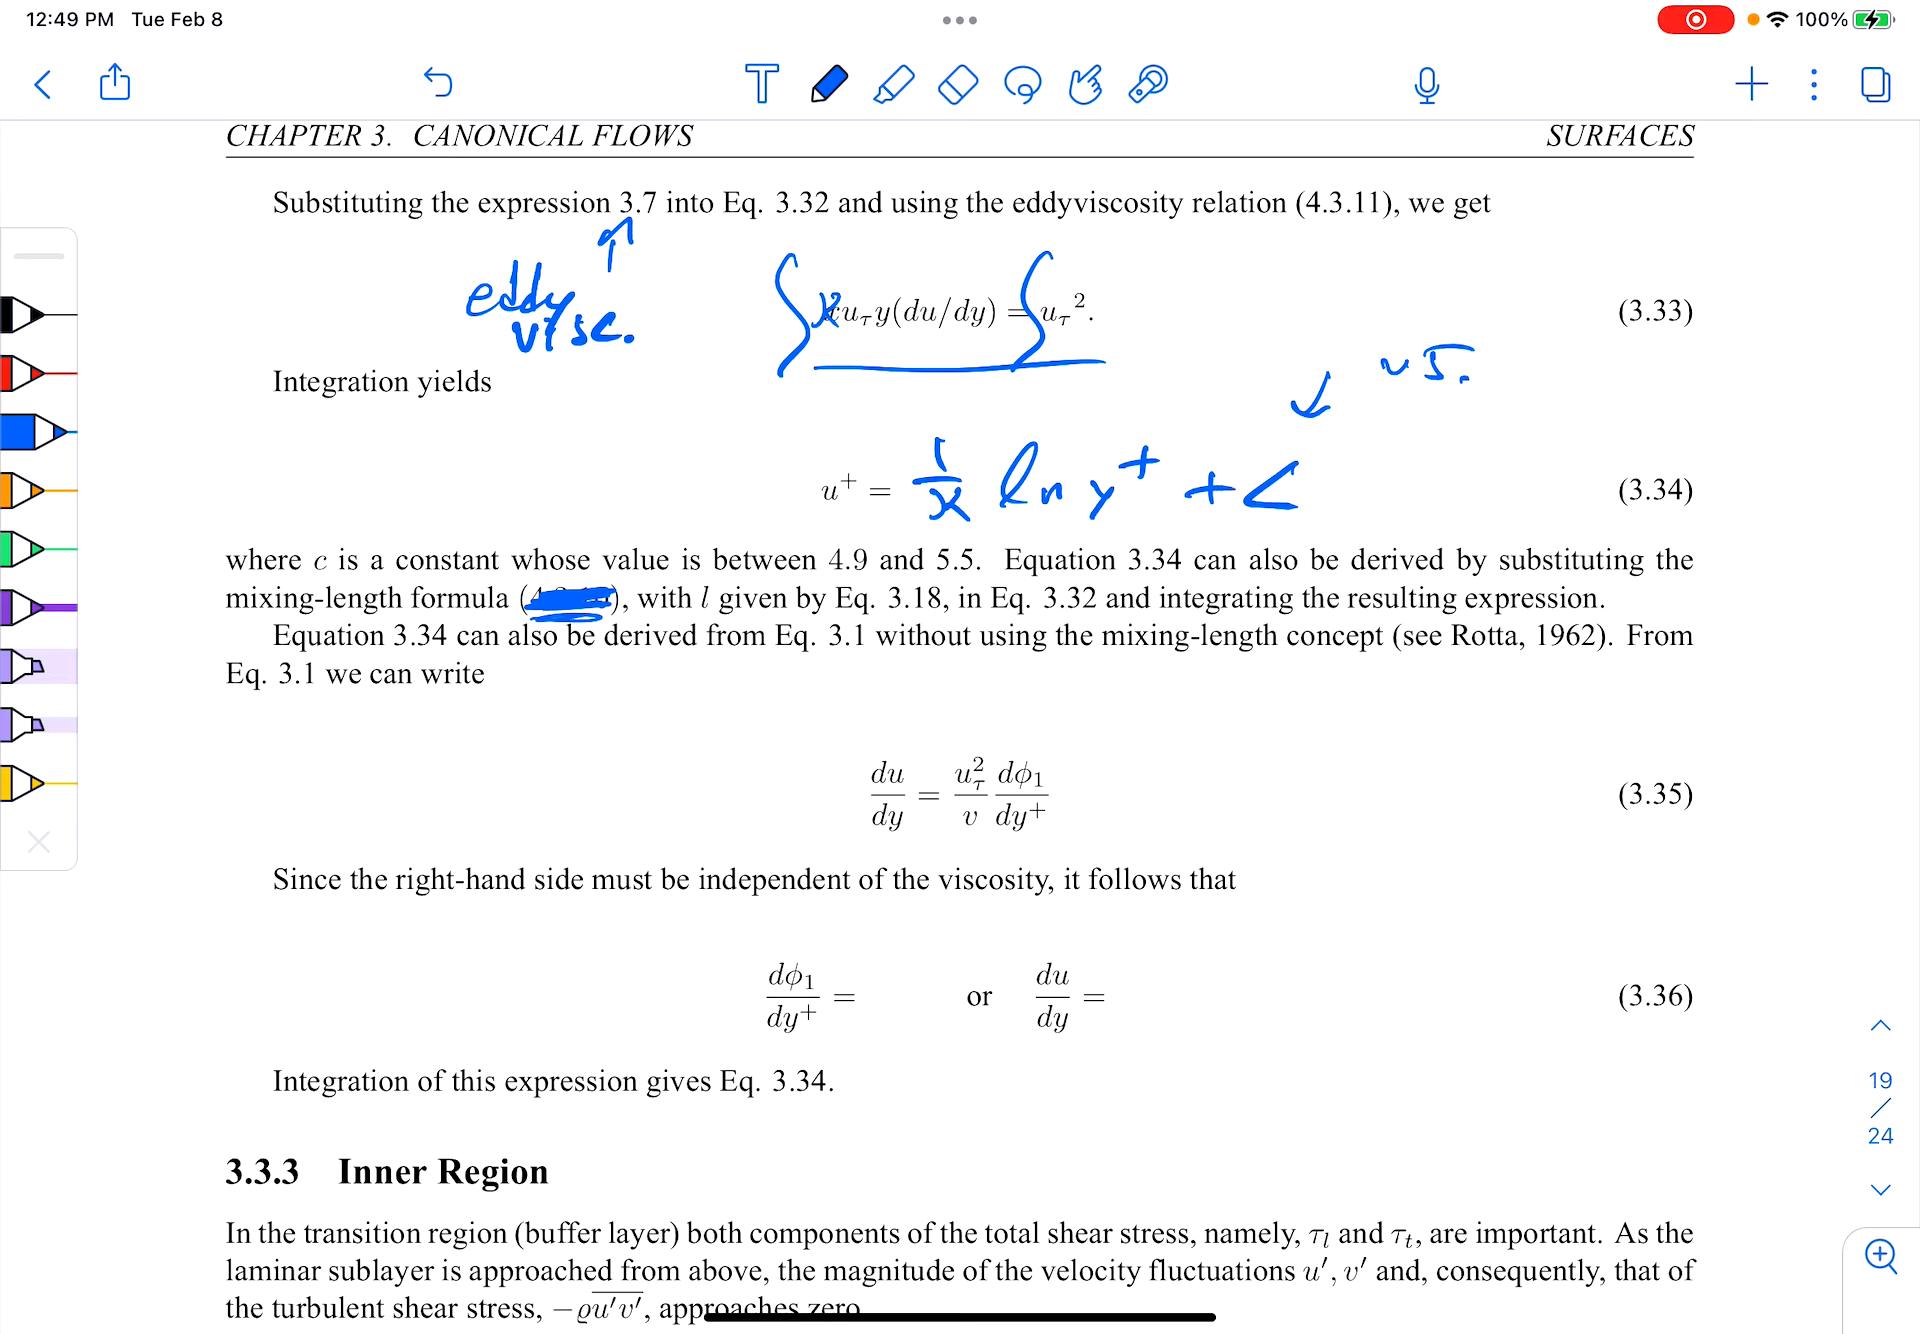 12:49 PM Tue Feb 8
100%
CHAPTER 3. CANONICAL FLOWS SURFACES
Substituting the expression 3.7 into Eq. 3.32 and using the eddyviscosity relation (4.3.11), we get
eddy
visc.
∫ϰu_τ y(du/dy) = ∫u_τ². (3.33)
~5.
Integration yields
u⁺ = 1/ϰ ln y⁺ + c (3.34)
where c is a constant whose value is between 4.9 and 5.5. Equation 3.34 can also be derived by substituting the
mixing-length formula ( ), with l given by Eq. 3.18, in Eq. 3.32 and integrating the resulting expression.
Equation 3.34 can also be derived from Eq. 3.1 without using the mixing-length concept (see Rotta, 1962). From
Eq. 3.1 we can write
du/dy = u_τ²/v dϕ₁/dy⁺ (3.35)
Since the right-hand side must be independent of the viscosity, it follows that
dϕ₁/dy⁺ = or du/dy = (3.36)
Integration of this expression gives Eq. 3.34.
3.3.3 Inner Region
In the transition region (buffer layer) both components of the total shear stress, namely, τ_l and τ_t, are important. As the
laminar sublayer is approached from above, the magnitude of the velocity fluctuations u′, v′ and, consequently, that of
the turbulent shear stress, −ϱu′v′, approaches zero
19
/
24